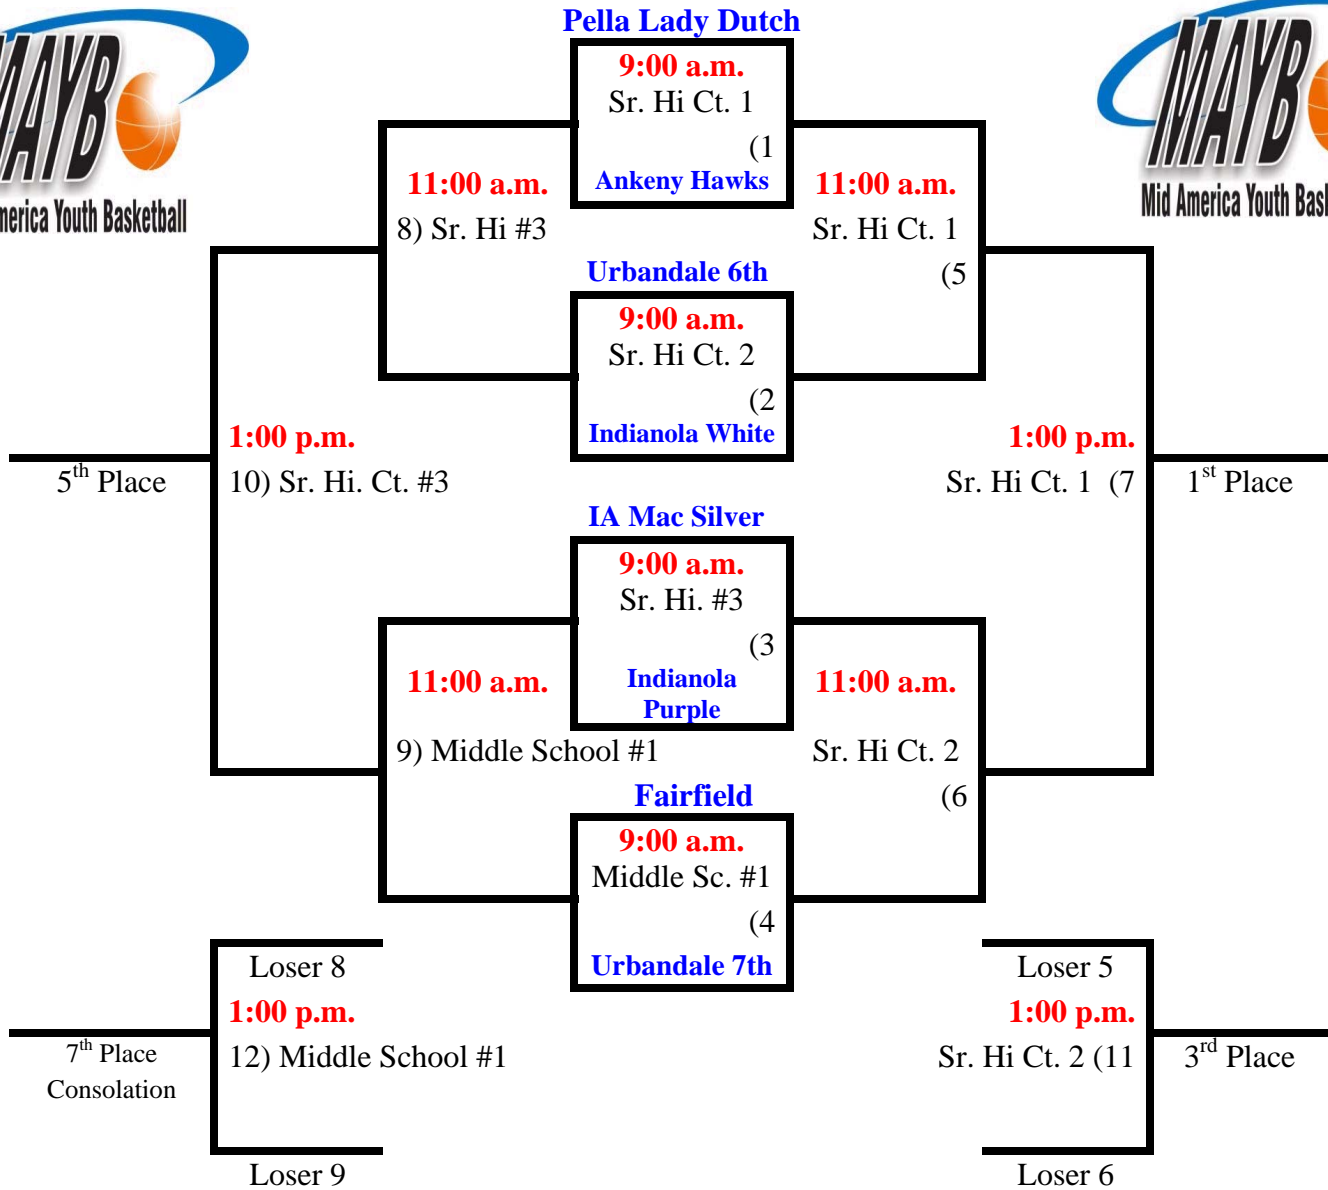 Pella Lady Dutch
9:00 a.m.
Sr. Hi Ct. 1
(1
Ankeny Hawks
MAYB
Mid America Youth
11:00 a.m.
8) Sr. Hi #3
11:00 a.m.
Sr. Hi Ct. 1
(5
America Youth Basketball
Urbandale 6th
9:00 a.m.
Sr. Hi Ct. 2
(2
Indianola White
1:00 p.m.
10) Sr. Hi. Ct. #3
5th Place
1:00 p.m.
Sr. Hi Ct. 1 (7
1st Place
IA Mac Silver
9:00 a.m.
Sr. Hi. #3
(3
Indianola
Purple
11:00 a.m.
9) Middle School #1
11:00 a.m.
Sr. Hi Ct. 2
(6
Fairfield
9:00 a.m.
Middle Sc. #1
(4
Urbandale 7th
Loser 8
1:00 p.m.
12) Middle School #1
7th Place
Consolation
Loser 9
Loser 5
1:00 p.m.
Sr. Hi Ct. 2 (11
3rd Place
Loser 6